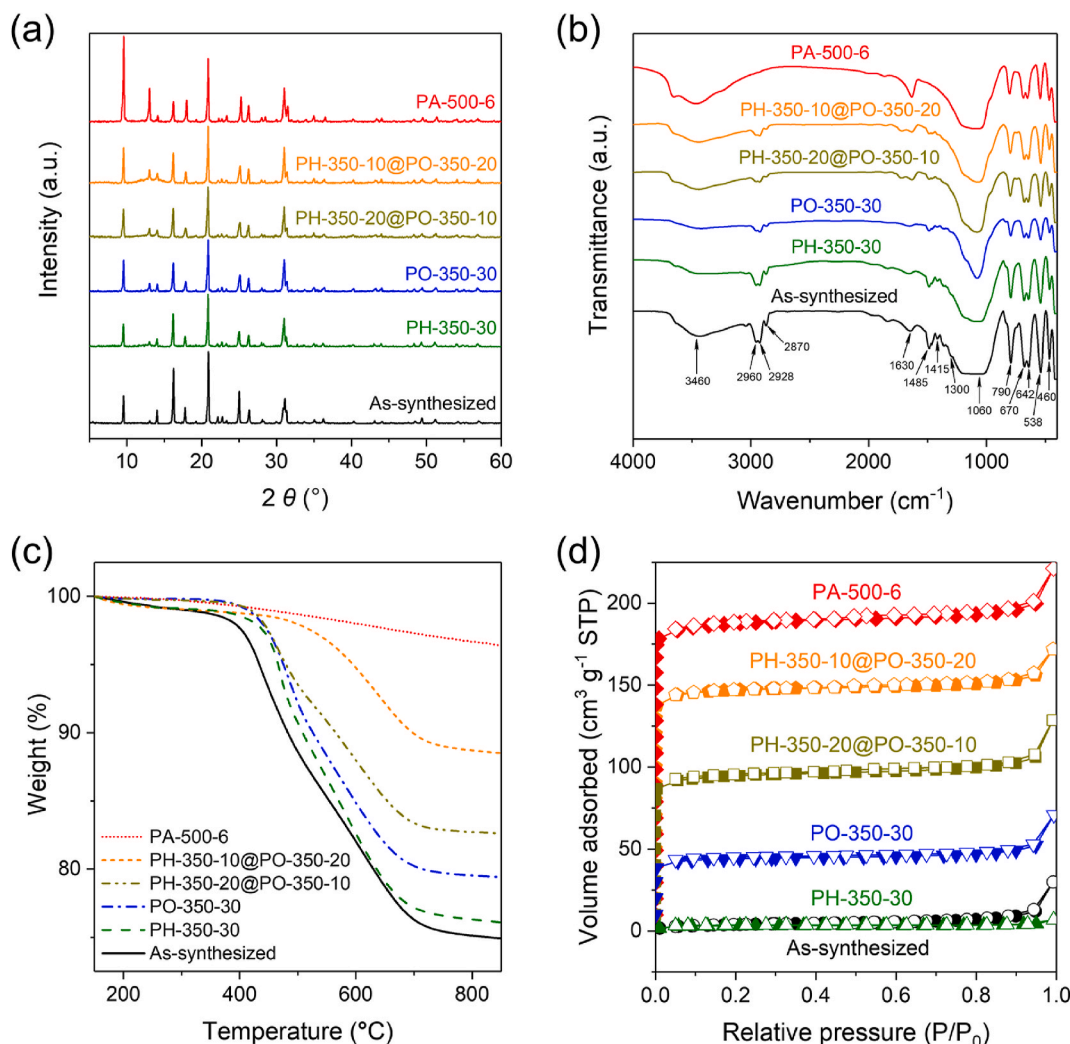 (a)
Intensity (a.u.)
PA-500-6
PH-350-10@PO-350-20
PH-350-20@PO-350-10
PO-350-30
PH-350-30
As-synthesized
10 20 30 40 50 60
2 θ (°)
(b)
Transmittance (a.u.)
PA-500-6
PH-350-10@PO-350-20
PH-350-20@PO-350-10
PO-350-30
PH-350-30
As-synthesized
3460
2960
2928
2870
1630
1485
1415
1300
1060
790
670
642
538
460
4000 3000 2000 1000
Wavenumber (cm⁻¹)
(c)
Weight (%)
100
90
80
PA-500-6
PH-350-10@PO-350-20
PH-350-20@PO-350-10
PO-350-30
PH-350-30
As-synthesized
200 400 600 800
Temperature (°C)
(d)
Volume adsorbed (cm³ g⁻¹ STP)
200
150
100
50
0
PA-500-6
PH-350-10@PO-350-20
PH-350-20@PO-350-10
PO-350-30
PH-350-30
As-synthesized
0.0 0.2 0.4 0.6 0.8 1.0
Relative pressure (P/P₀)